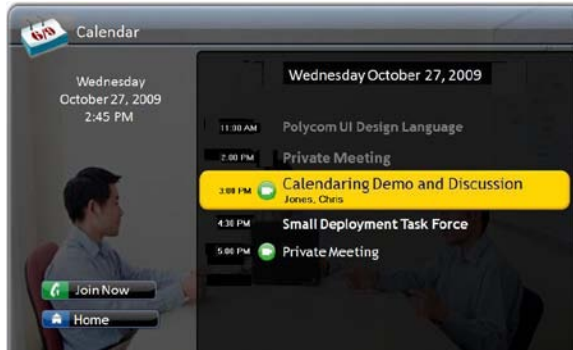 6/9 Calendar
Wednesday
October 27, 2009
2:45 PM
Join Now
Home
Wednesday October 27, 2009
11:00 AM Polycom UI Design Language
2:00 PM Private Meeting
3:00 PM Calendaring Demo and Discussion
Jones, Chris
4:30 PM Small Deployment Task Force
5:00 PM Private Meeting